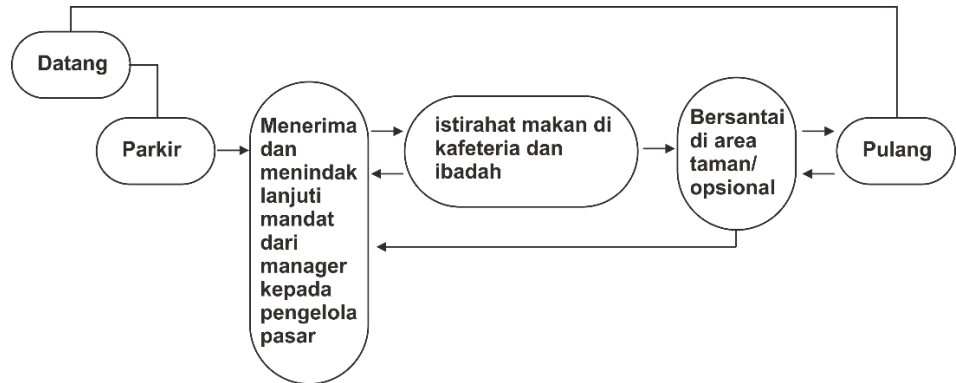 Datang
Parkir
Menerima
dan
menindak
lanjuti
mandat
dari
manager
kepada
pengelola
pasar
istirahat makan di
kafeteria dan
ibadah
Bersantai
di area
taman/
opsional
Pulang